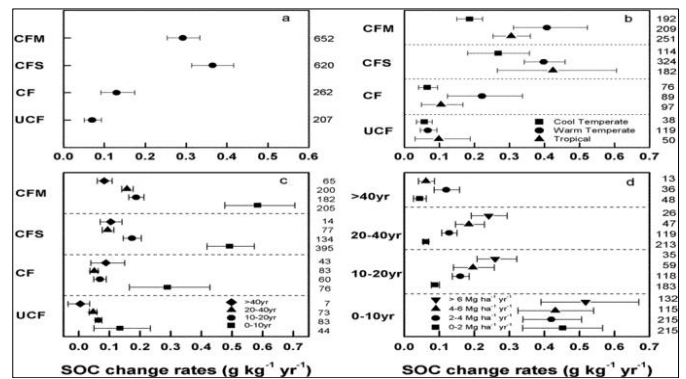 a
CFM 652
CFS 620
CF 262
UCF 207
0.0 0.1 0.2 0.3 0.4 0.5 0.6
b
192
CFM 209
251
114
CFS 324
182
76
CF 89
97
38
UCF 119
50
Cool Temperate
Warm Temperate
Tropical
0.0 0.1 0.2 0.3 0.4 0.5 0.6 0.7
c
65
CFM 200
182
205
14
CFS 77
134
395
43
CF 83
60
76
7
UCF 73
83
44
>40yr
20-40yr
10-20yr
0-10yr
0.0 0.1 0.2 0.3 0.4 0.5 0.6 0.7
SOC change rates (g kg⁻¹ yr⁻¹)
d
13
>40yr 36
48
26
20-40yr 47
119
213
35
10-20yr 59
118
183
132
0-10yr 115
215
215
> 6 Mg ha⁻¹ yr⁻¹
4-6 Mg ha⁻¹ yr⁻¹
2-4 Mg ha⁻¹ yr⁻¹
0-2 Mg ha⁻¹ yr⁻¹
0.0 0.1 0.2 0.3 0.4 0.5 0.6 0.7
SOC change rates (g kg⁻¹ yr⁻¹)